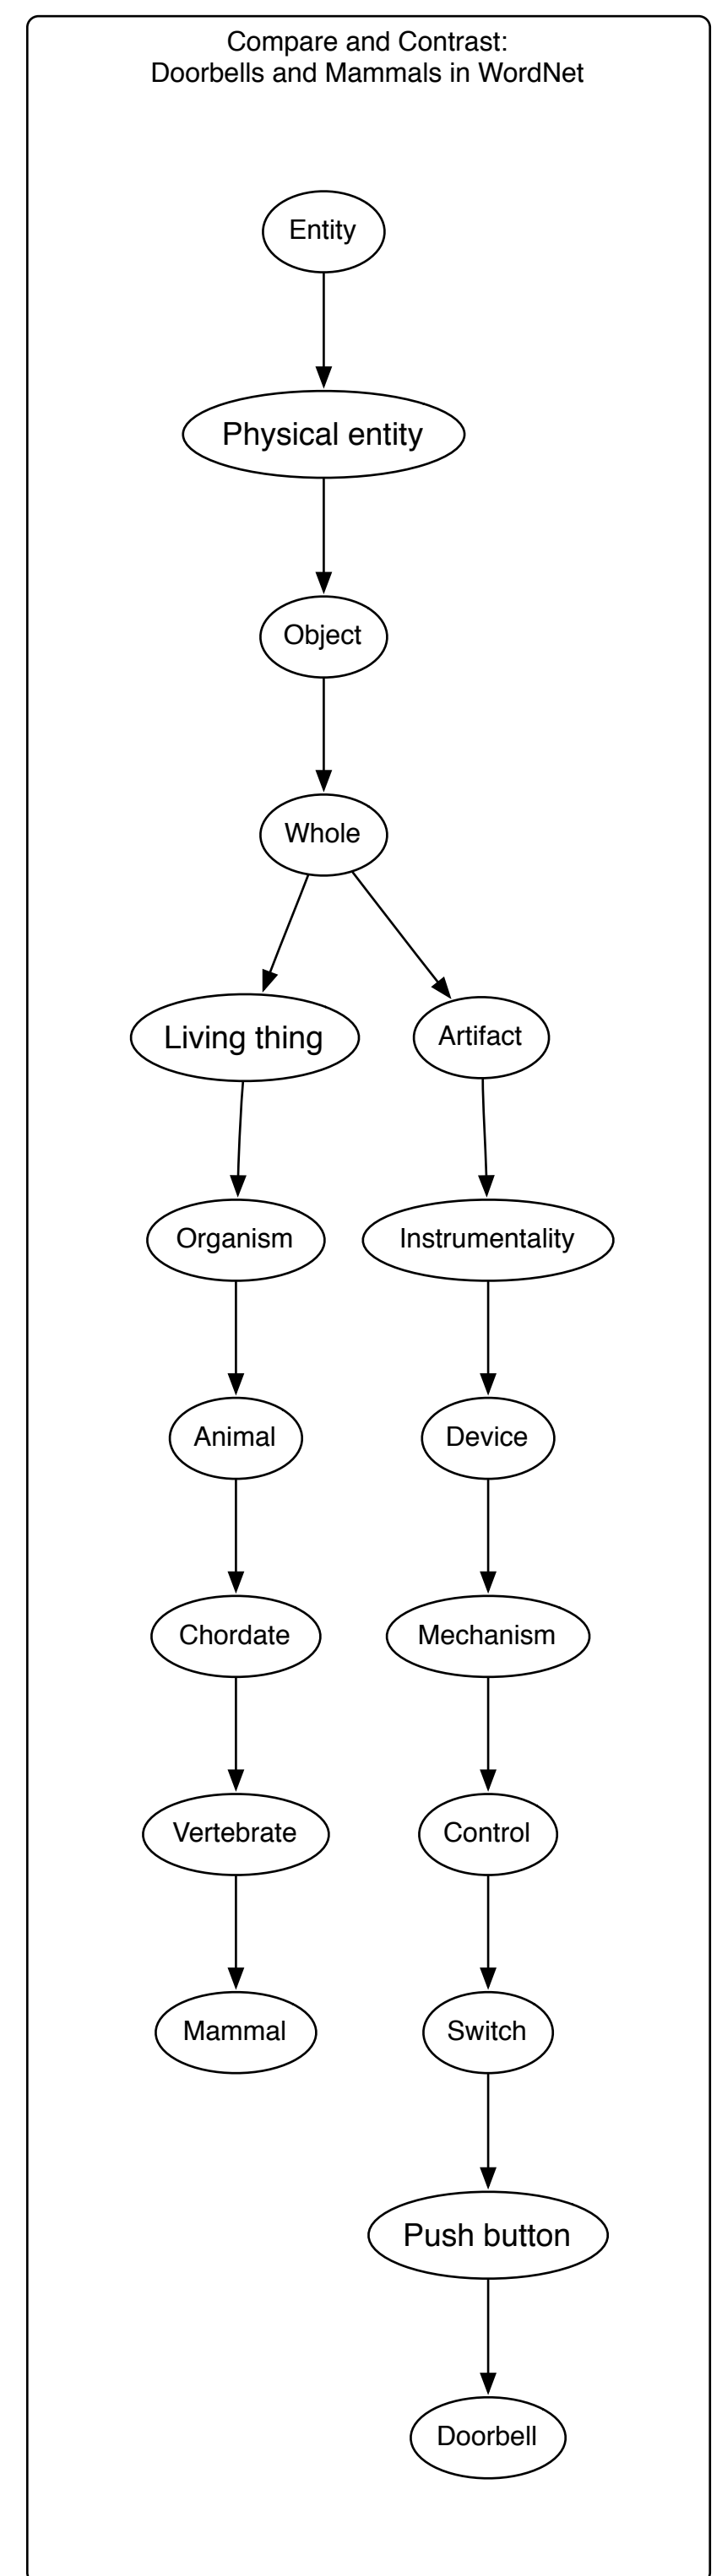 Compare and Contrast:
Doorbells and Mammals in WordNet
Entity
Physical entity
Object
Whole
Living thing
Artifact
Organism
Instrumentality
Animal
Device
Chordate
Mechanism
Vertebrate
Control
Mammal
Switch
Push button
Doorbell